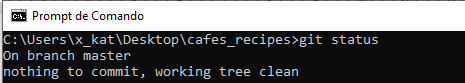 Prompt de Comando
C:\Users\x_kat\Desktop\cafes_recipes>git status
On branch master
nothing to commit, working tree clean